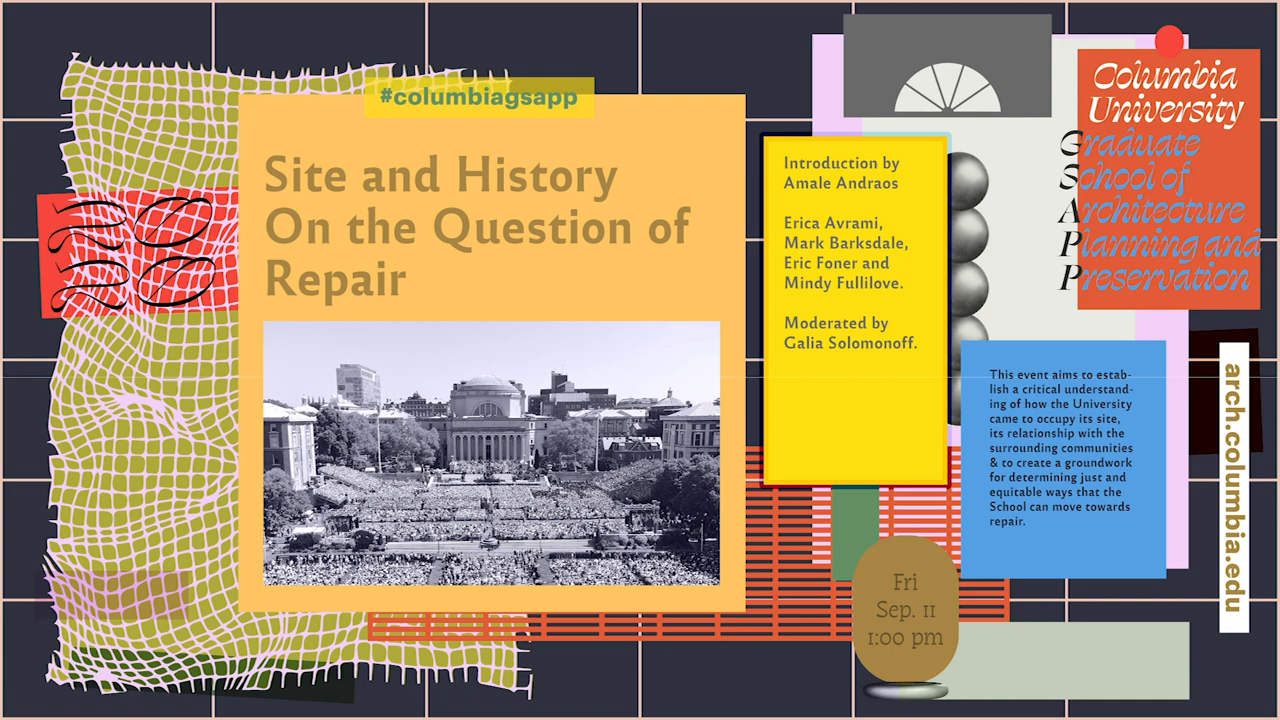 #columbiagsapp
Site and History
On the Question of
Repair
20
20
Introduction by
Amale Andraos
Erica Avrami,
Mark Barksdale,
Eric Foner and
Mindy Fullilove.
Moderated by
Galia Solomonoff.
Columbia
University
Graduate
School of
Architecture
Planning and
Preservation
This event aims to estab-
lish a critical understand-
ing of how the University
came to occupy its site,
its relationship with the
surrounding communities
& to create a groundwork
for determining just and
equitable ways that the
School can move towards
repair.
Fri
Sep. 11
1:00 pm
arch.columbia.edu